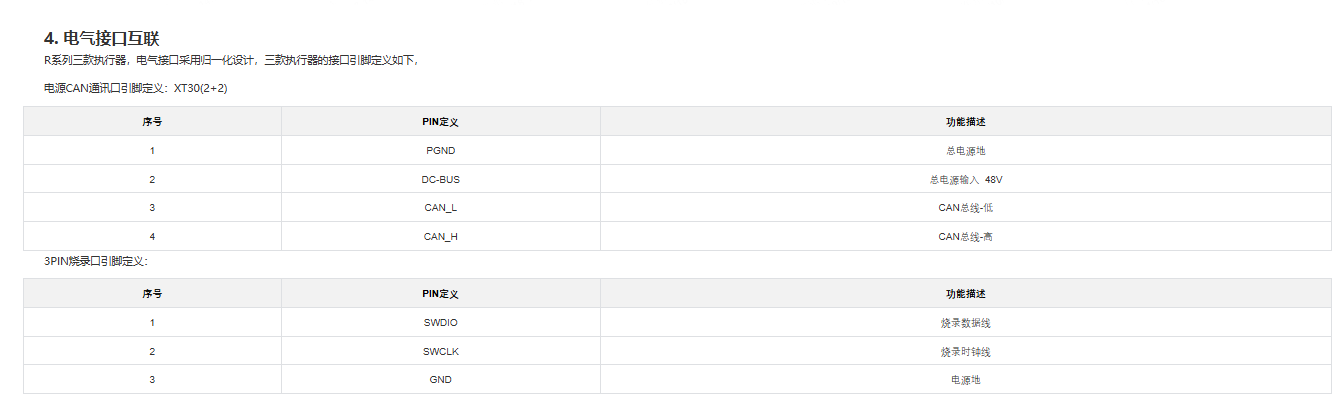 4. 电气接口互联
R系列三款执行器，电气接口采用归一化设计，三款执行器的接口引脚定义如下，
电源CAN通讯口引脚定义：XT30(2+2)
序号 PIN定义 功能描述
1 PGND 总电源地
2 DC-BUS 总电源输入 48V
3 CAN_L CAN总线-低
4 CAN_H CAN总线-高
3PIN烧录口引脚定义：
序号 PIN定义 功能描述
1 SWDIO 烧录数据线
2 SWCLK 烧录时钟线
3 GND 电源地